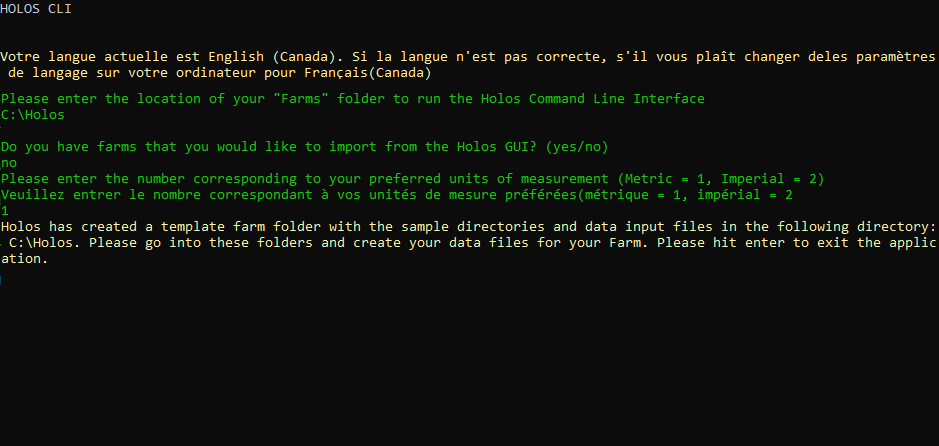 HOLOS CLI
Votre langue actuelle est English (Canada). Si la langue n'est pas correcte, s'il vous plaît changer deles paramètres
de langage sur votre ordinateur pour Français(Canada)
Please enter the location of your "Farms" folder to run the Holos Command Line Interface
C:\Holos
Do you have farms that you would like to import from the Holos GUI? (yes/no)
no
Please enter the number corresponding to your preferred units of measurement (Metric = 1, Imperial = 2)
Veuillez entrer le nombre correspondant à vos unités de mesure préférées(métrique = 1, impérial = 2
1
Holos has created a template farm folder with the sample directories and data input files in the following directory:
C:\Holos. Please go into these folders and create your data files for your Farm. Please hit enter to exit the applic
ation.